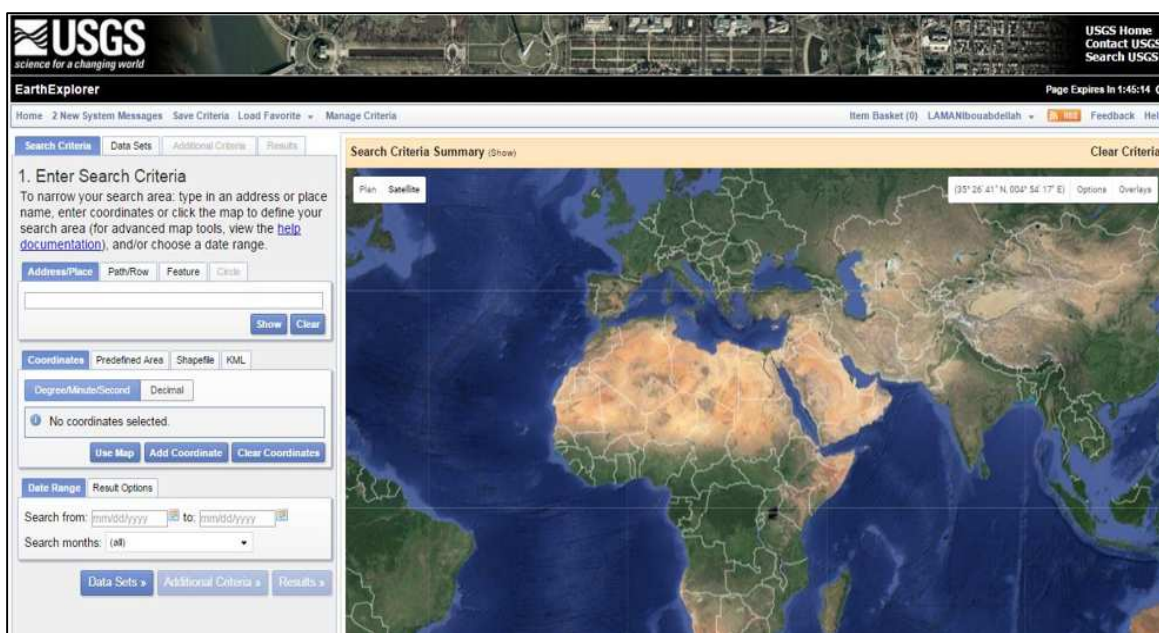 USGS
science for a changing world
USGS Home
Contact USGS
Search USGS
EarthExplorer
Page Expires In 1:45:14
Home 2 New System Messages Save Criteria Load Favorite Manage Criteria
Item Basket (0) LAMANIbouabdellah RSS Feedback Hel
Search Criteria Data Sets Additional Criteria Results
1. Enter Search Criteria
To narrow your search area: type in an address or place
name, enter coordinates or click the map to define your
search area (for advanced map tools, view the help
documentation), and/or choose a date range.
Address/Place Path/Row Feature Circle
Show Clear
Coordinates Predefined Area Shapefile KML
Degree/Minute/Second Decimal
No coordinates selected.
Use Map Add Coordinate Clear Coordinates
Date Range Result Options
Search from: mm/dd/yyyy to: mm/dd/yyyy
Search months: (all)
Data Sets » Additional Criteria » Results »
Search Criteria Summary (Show)
Clear Criteria
Plan Satellite
(35° 26' 41" N, 004° 54' 17" E) Options Overlays